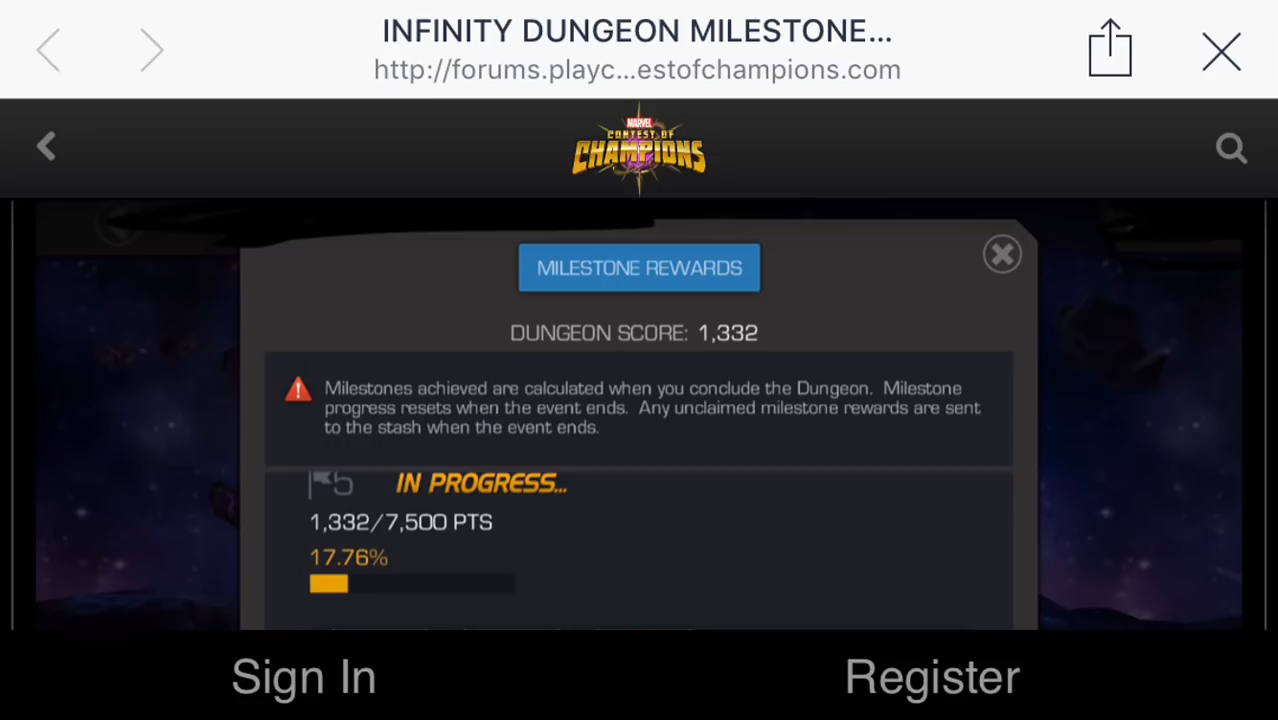 INFINITY DUNGEON MILESTONE...
http://forums.playc...estofchampions.com
MARVEL
CONTEST OF
CHAMPIONS
MILESTONE REWARDS
DUNGEON SCORE: 1,332
Milestones achieved are calculated when you conclude the Dungeon. Milestone
progress resets when the event ends. Any unclaimed milestone rewards are sent
to the stash when the event ends.
5 IN PROGRESS...
1,332/7,500 PTS
17.76%
Sign In Register